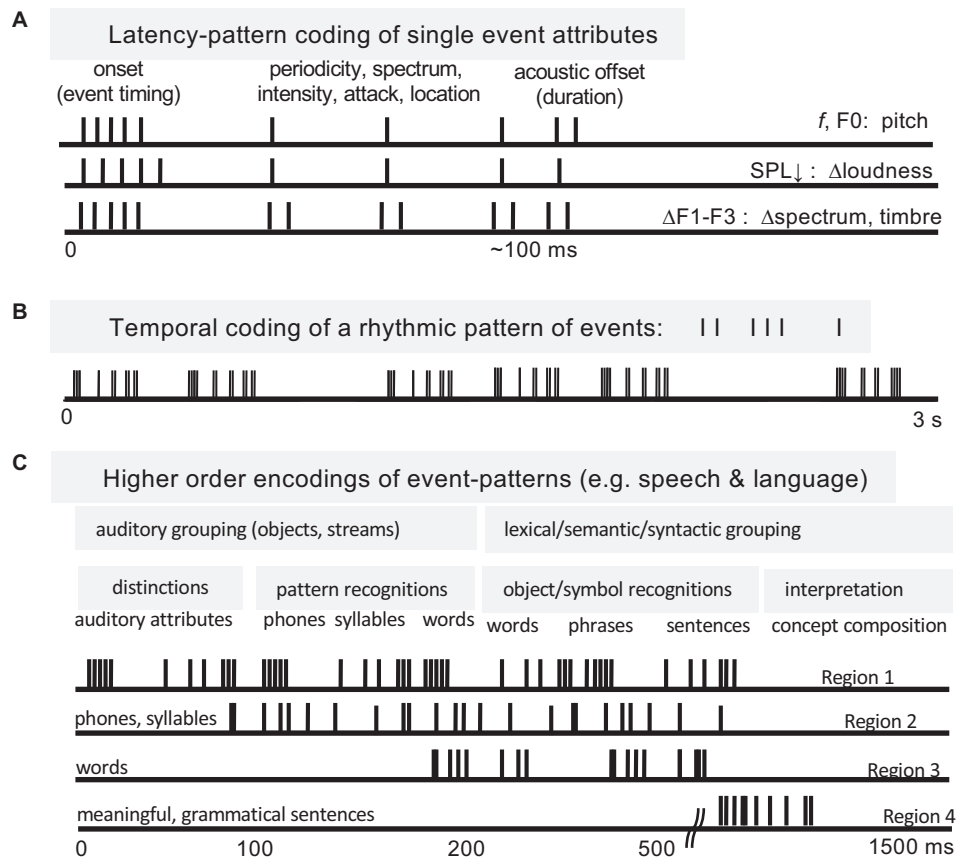 A
Latency-pattern coding of single event attributes
onset
(event timing)
periodicity, spectrum,
intensity, attack, location
acoustic offset
(duration)
f, F0: pitch
SPL↓ : Δloudness
ΔF1-F3 : Δspectrum, timbre
0
~100 ms
B
Temporal coding of a rhythmic pattern of events:
0
3 s
C
Higher order encodings of event-patterns (e.g. speech & language)
auditory grouping (objects, streams)
lexical/semantic/syntactic grouping
distinctions
pattern recognitions
object/symbol recognitions
interpretation
auditory attributes
phones syllables words
words phrases sentences
concept composition
Region 1
phones, syllables
Region 2
words
Region 3
meaningful, grammatical sentences
Region 4
0 100 200 500 1500 ms